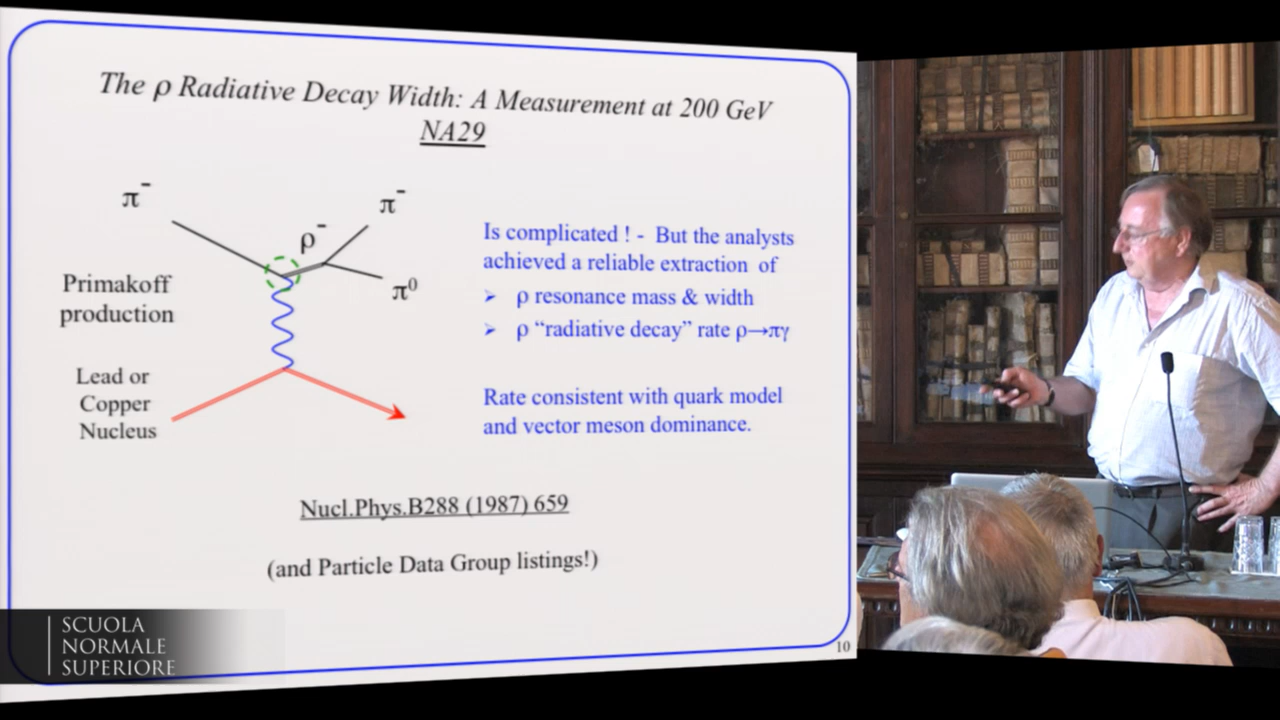 The ρ Radiative Decay Width: A Measurement at 200 GeV
NA29
π-
π-
ρ-
π0
Primakoff
production
Lead or
Copper
Nucleus
Is complicated ! - But the analysts
achieved a reliable extraction of
➢ ρ resonance mass & width
➢ ρ “radiative decay” rate ρ→πγ
Rate consistent with quark model
and vector meson dominance.
Nucl.Phys.B288 (1987) 659
(and Particle Data Group listings!)
10
SCUOLA
NORMALE
SUPERIORE